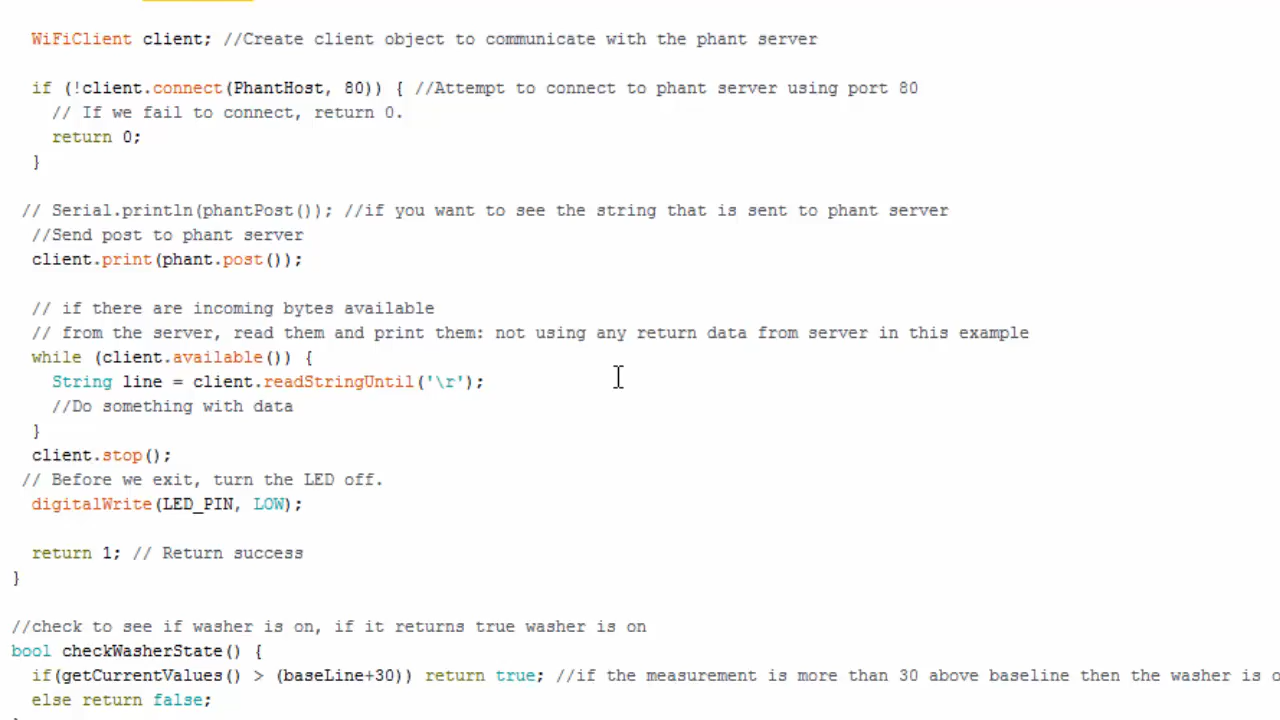 WiFiClient client; //Create client object to communicate with the phant server
if (!client.connect(PhantHost, 80)) { //Attempt to connect to phant server using port 80
// If we fail to connect, return 0.
return 0;
}
// Serial.println(phantPost()); //if you want to see the string that is sent to phant server
//Send post to phant server
client.print(phant.post());
// if there are incoming bytes available
// from the server, read them and print them: not using any return data from server in this example
while (client.available()) {
String line = client.readStringUntil('\r');
//Do something with data
}
client.stop();
// Before we exit, turn the LED off.
digitalWrite(LED_PIN, LOW);
return 1; // Return success
}
//check to see if washer is on, if it returns true washer is on
bool checkWasherState() {
if(getCurrentValues() > (baseLine+30)) return true; //if the measurement is more than 30 above baseline then the washer is
else return false;